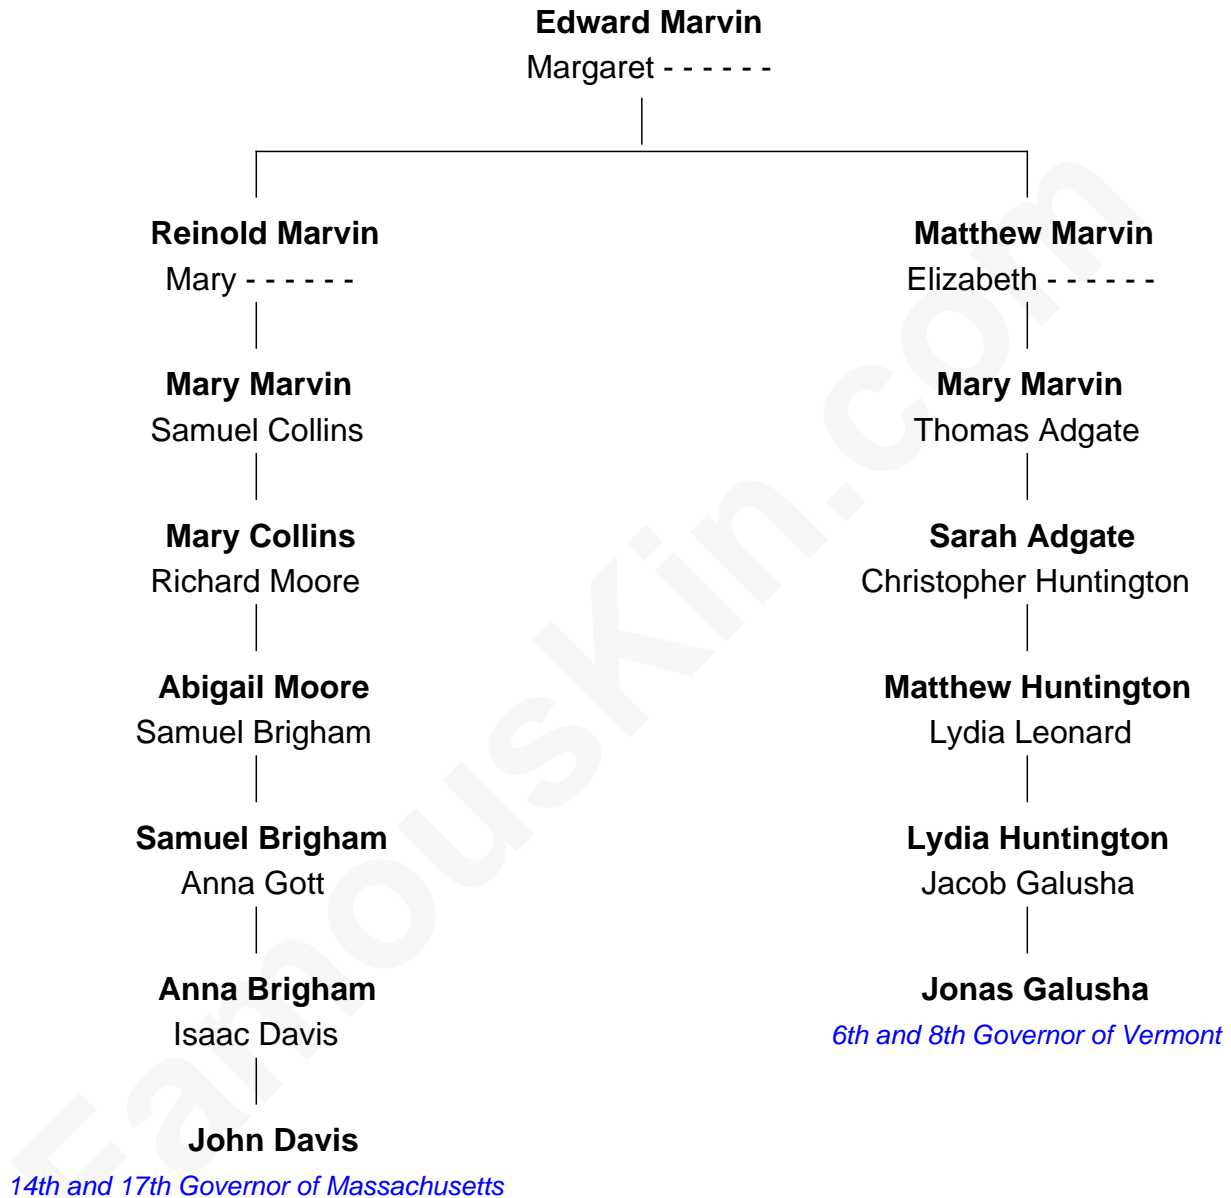 Edward Marvin
Margaret - - - - - -
Reinold Marvin
Mary - - - - - -
Matthew Marvin
Elizabeth - - - - - -
Mary Marvin
Samuel Collins
Mary Marvin
Thomas Adgate
Mary Collins
Richard Moore
Sarah Adgate
Christopher Huntington
Abigail Moore
Samuel Brigham
Matthew Huntington
Lydia Leonard
Samuel Brigham
Anna Gott
Lydia Huntington
Jacob Galusha
Anna Brigham
Isaac Davis
Jonas Galusha
6th and 8th Governor of Vermont
John Davis
14th and 17th Governor of Massachusetts
FamousKin.com